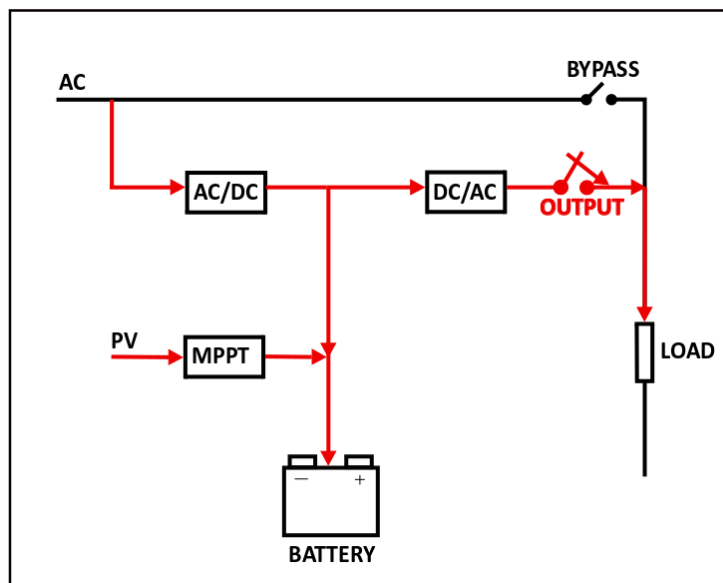 AC
BYPASS
AC/DC
DC/AC
OUTPUT
PV
MPPT
LOAD
— +
BATTERY